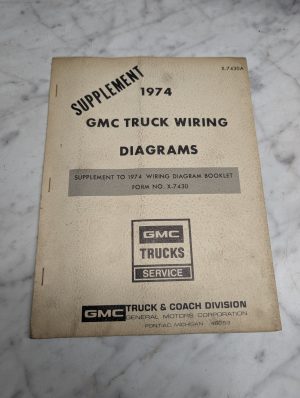 X-7430A
SUPPLEMENT
1974
GMC TRUCK WIRING
DIAGRAMS
SUPPLEMENT TO 1974 WIRING DIAGRAM BOOKLET
FORM NO. X-7430
GMC
TRUCKS
SERVICE
GMC TRUCK & COACH DIVISION
GENERAL MOTORS CORPORATION
PONTIAC, MICHIGAN